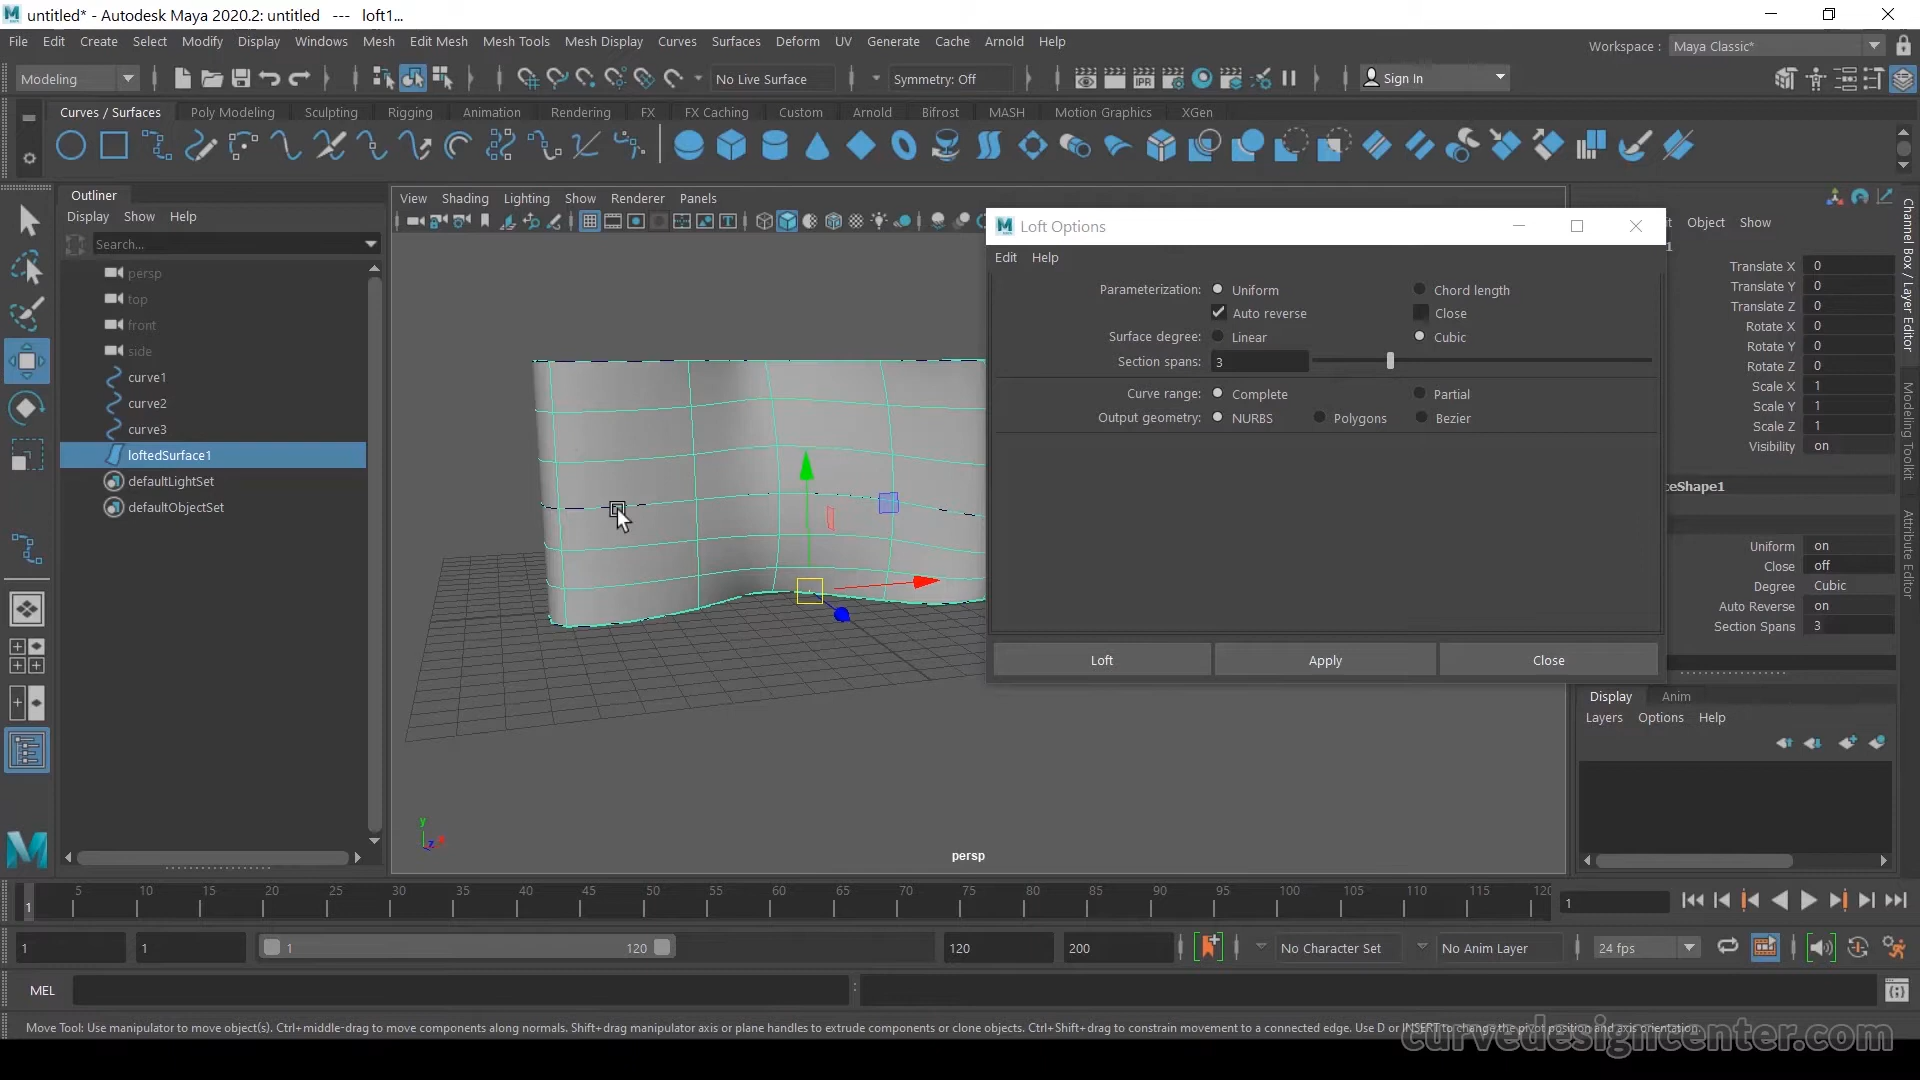 untitled* - Autodesk Maya 2020.2: untitled   ---   loft1...
File Edit Create Select Modify Display Windows Mesh Edit Mesh Mesh Tools Mesh Display Curves Surfaces Deform UV Generate Cache Arnold Help
Workspace : Maya Classic*
Modeling No Live Surface Symmetry: Off IPR Sign In
Curves / Surfaces Poly Modeling Sculpting Rigging Animation Rendering FX FX Caching Custom Arnold Bifrost MASH Motion Graphics XGen
Outliner
Display Show Help
Search...
persp
top
front
side
curve1
curve2
curve3
loftedSurface1
defaultLightSet
defaultObjectSet
View Shading Lighting Show Renderer Panels
persp
y
z
x
Loft Options
Edit Help
Parameterization: Uniform Chord length
Auto reverse Close
Surface degree: Linear Cubic
Section spans: 3
Curve range: Complete Partial
Output geometry: NURBS Polygons Bezier
Loft Apply Close
t Object Show
1
Translate X 0
Translate Y 0
Translate Z 0
Rotate X 0
Rotate Y 0
Rotate Z 0
Scale X 1
Scale Y 1
Scale Z 1
Visibility on
ceShape1
Uniform on
Close off
Degree Cubic
Auto Reverse on
Section Spans 3
Channel Box / Layer Editor
Modeling Toolkit
Attribute Editor
Display Anim
Layers Options Help
5 10 15 20 25 30 35 40 45 50 55 60 65 70 75 80 85 90 95 100 105 110 115 120
1
1
1 1 1 120 120 200 No Character Set No Anim Layer 24 fps
MEL
Move Tool: Use manipulator to move object(s). Ctrl+middle-drag to move components along normals. Shift+drag manipulator axis or plane handles to extrude components or clone objects. Ctrl+Shift+drag to constrain movement to a connected edge. Use D or INSERT to change the pivot position and axis orientation.
curvedesigncenter.com